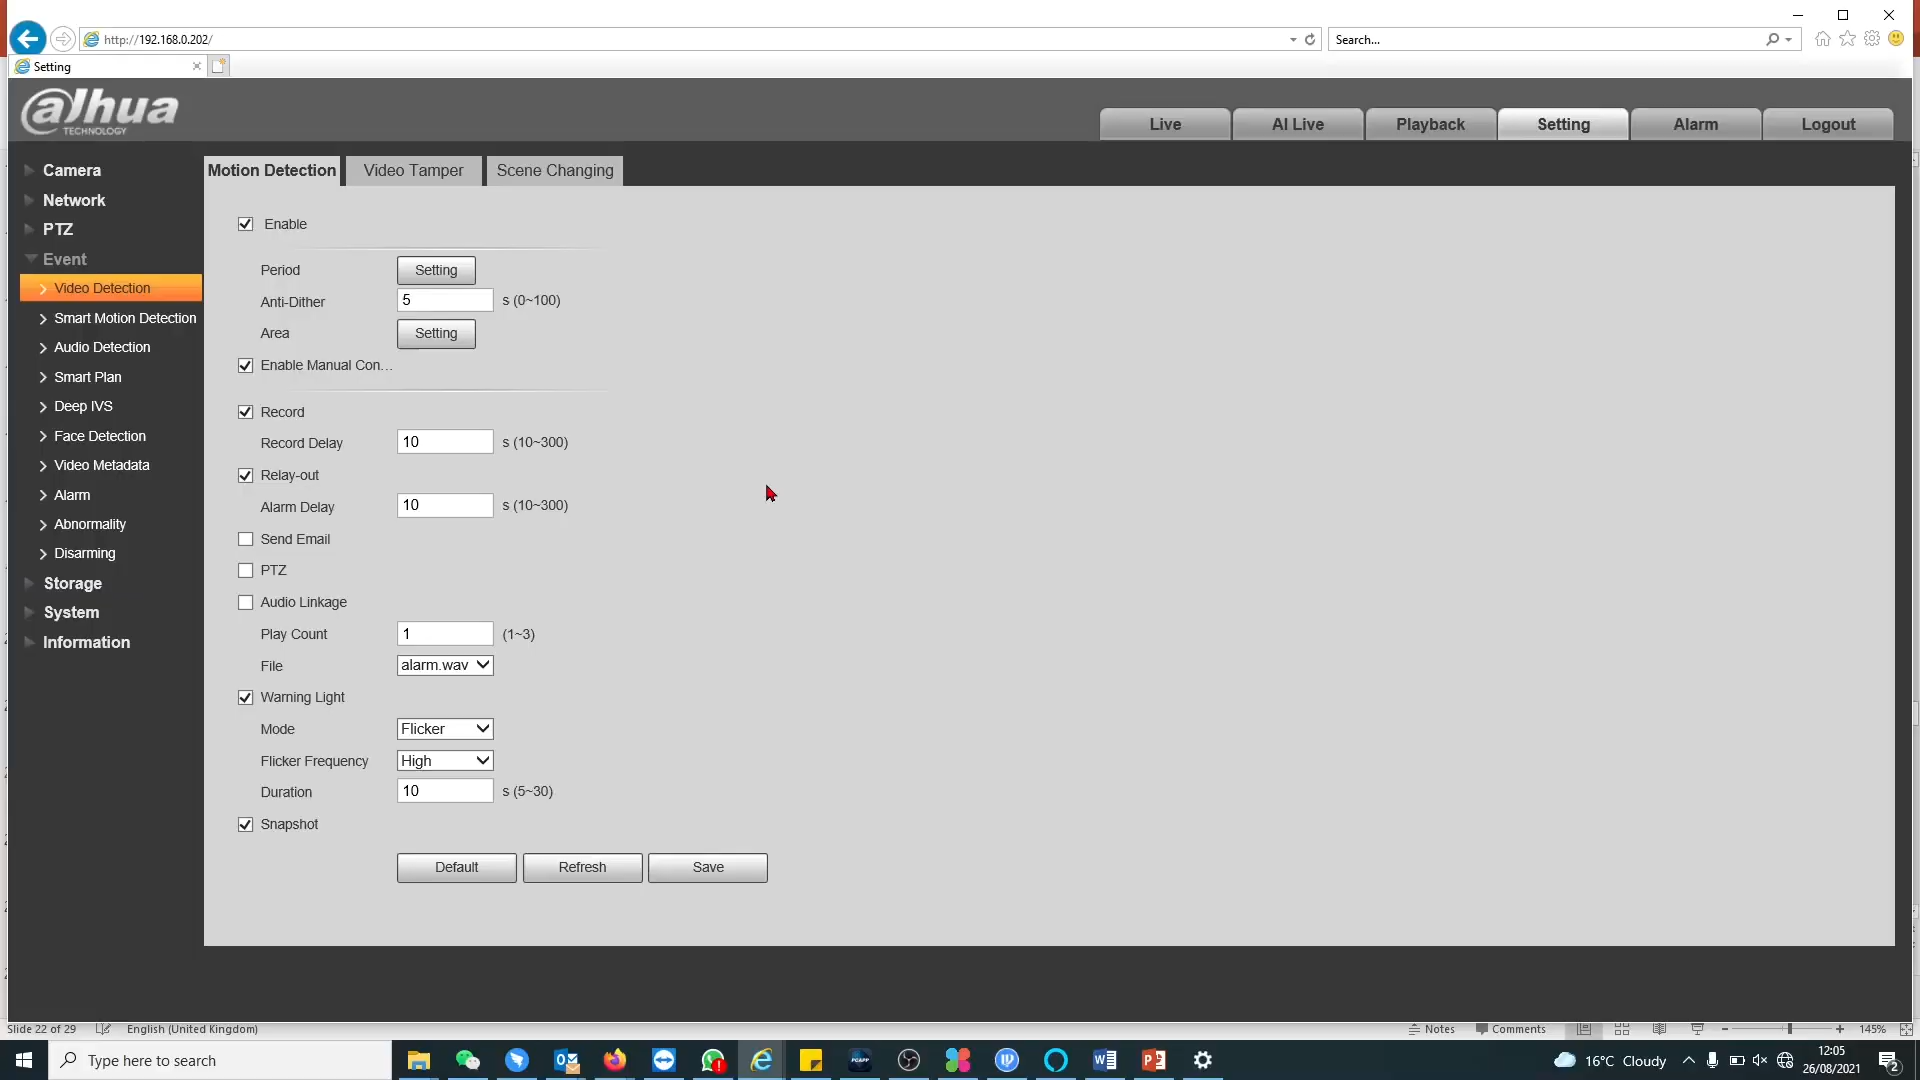 http://192.168.0.202/
Search...
Setting
alhua
TECHNOLOGY
Live
AI Live
Playback
Setting
Alarm
Logout
Camera
Network
PTZ
Event
Video Detection
Smart Motion Detection
Audio Detection
Smart Plan
Deep IVS
Face Detection
Video Metadata
Alarm
Abnormality
Disarming
Storage
System
Information
Motion Detection
Video Tamper
Scene Changing
Enable
Period Setting
Anti-Dither 5 s (0~100)
Area Setting
Enable Manual Con...
Record
Record Delay 10 s (10~300)
Relay-out
Alarm Delay 10 s (10~300)
Send Email
PTZ
Audio Linkage
Play Count 1 (1~3)
File alarm.wav
Warning Light
Mode Flicker
Flicker Frequency High
Duration 10 s (5~30)
Snapshot
Default Refresh Save
Slide 22 of 29 English (United Kingdom) Notes Comments 145%
Type here to search
16°C Cloudy
12:05
26/08/2021
2